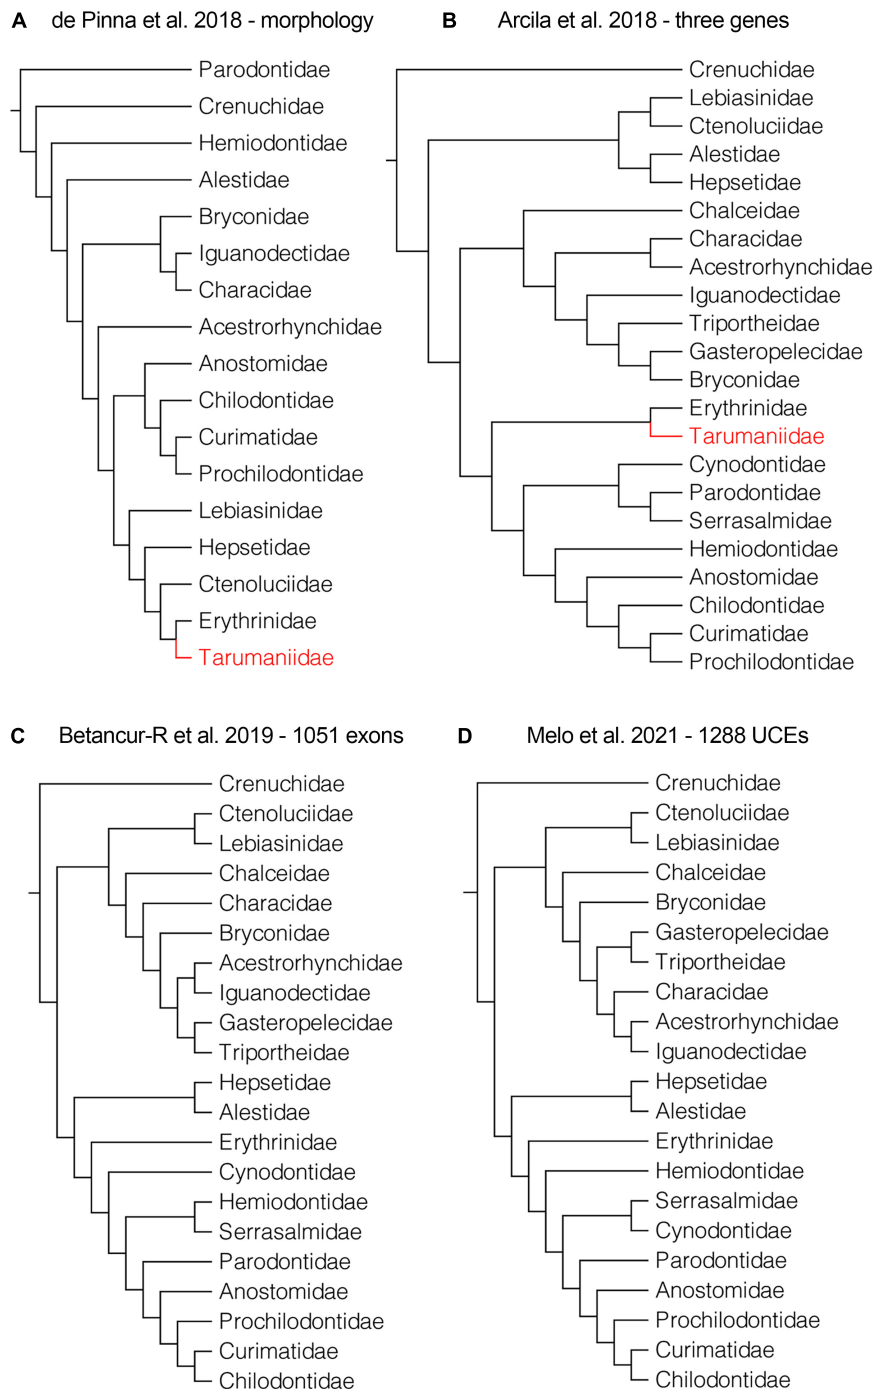 A de Pinna et al. 2018 - morphology
Parodontidae
Crenuchidae
Hemiodontidae
Alestidae
Bryconidae
Iguanodectidae
Characidae
Acestrorhynchidae
Anostomidae
Chilodontidae
Curimatidae
Prochilodontidae
Lebiasinidae
Hepsetidae
Ctenoluciidae
Erythrinidae
Tarumaniidae
B Arcila et al. 2018 - three genes
Crenuchidae
Lebiasinidae
Ctenoluciidae
Alestidae
Hepsetidae
Chalceidae
Characidae
Acestrorhynchidae
Iguanodectidae
Triportheidae
Gasteropelecidae
Bryconidae
Erythrinidae
Tarumaniidae
Cynodontidae
Parodontidae
Serrasalmidae
Hemiodontidae
Anostomidae
Chilodontidae
Curimatidae
Prochilodontidae
C Betancur-R et al. 2019 - 1051 exons
Crenuchidae
Ctenoluciidae
Lebiasinidae
Chalceidae
Characidae
Bryconidae
Acestrorhynchidae
Iguanodectidae
Gasteropelecidae
Triportheidae
Hepsetidae
Alestidae
Erythrinidae
Cynodontidae
Hemiodontidae
Serrasalmidae
Parodontidae
Anostomidae
Prochilodontidae
Curimatidae
Chilodontidae
D Melo et al. 2021 - 1288 UCEs
Crenuchidae
Ctenoluciidae
Lebiasinidae
Chalceidae
Bryconidae
Gasteropelecidae
Triportheidae
Characidae
Acestrorhynchidae
Iguanodectidae
Hepsetidae
Alestidae
Erythrinidae
Hemiodontidae
Serrasalmidae
Cynodontidae
Parodontidae
Anostomidae
Prochilodontidae
Curimatidae
Chilodontidae